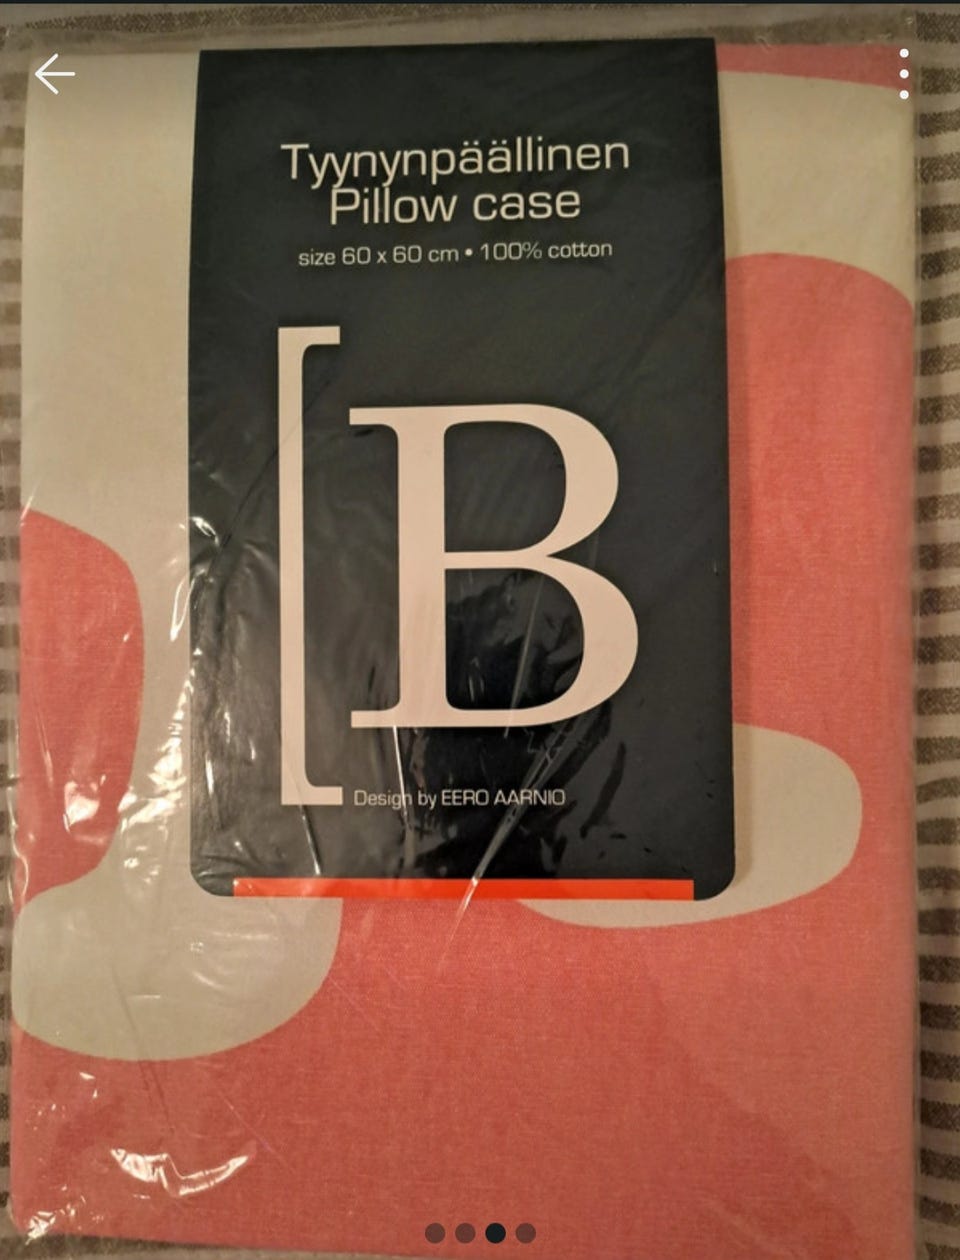 Tyynynpäällinen
Pillow case
size 60 x 60 cm • 100% cotton
[B
Design by EERO AARNIO